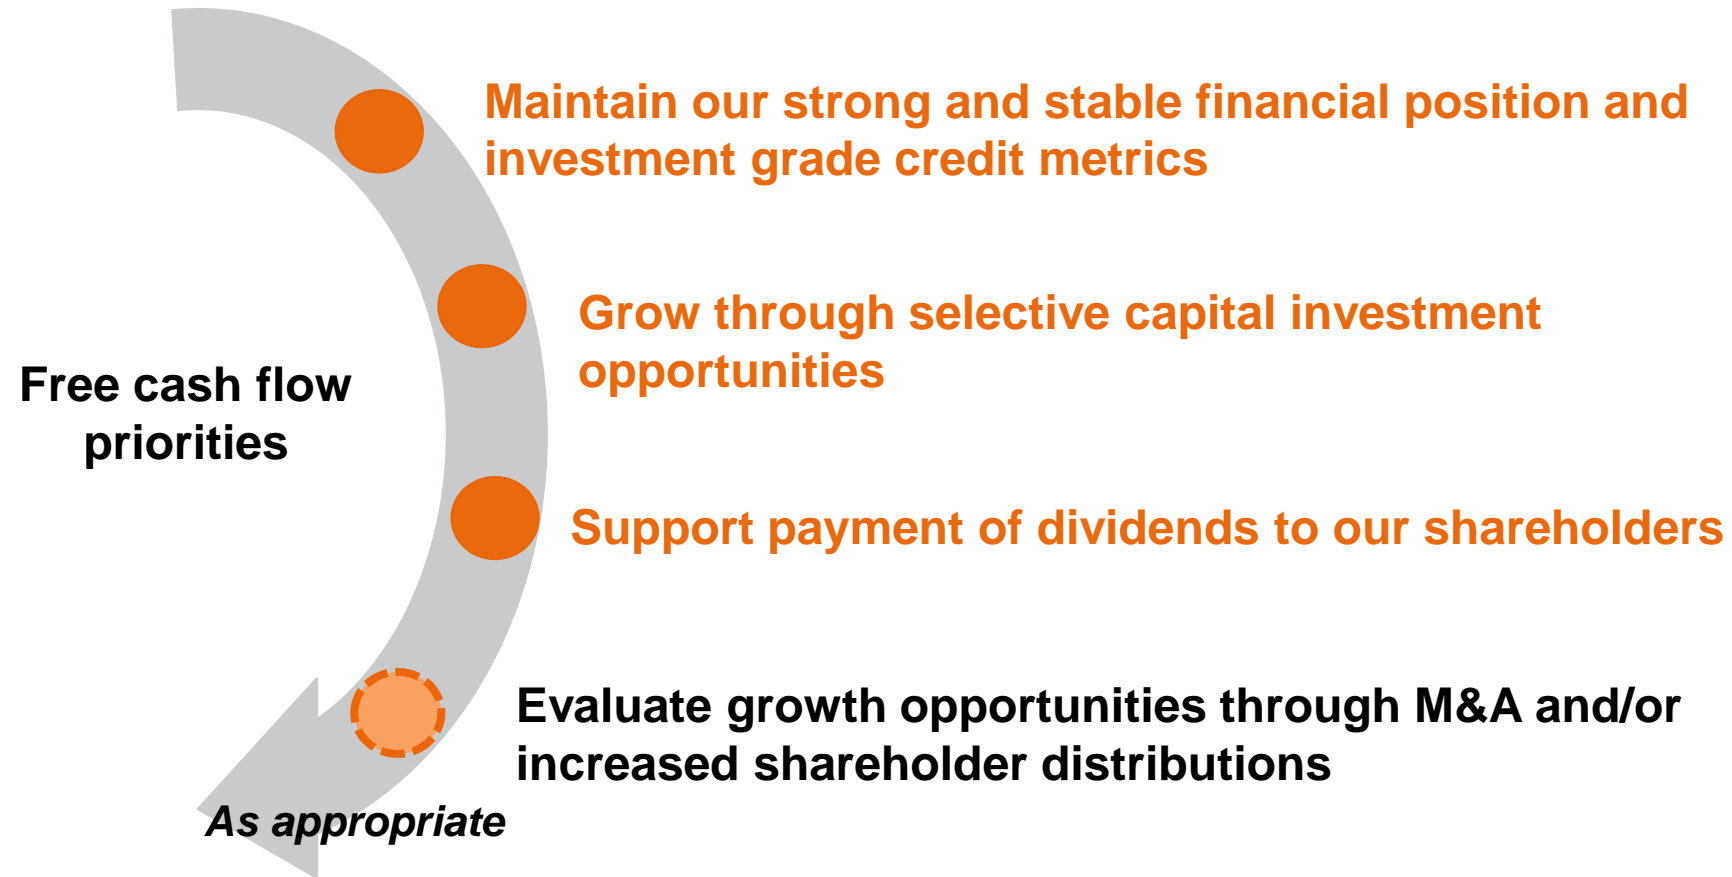 Maintain our strong and stable financial position and
investment grade credit metrics
Grow through selective capital investment
opportunities
Free cash flow
priorities
Support payment of dividends to our shareholders
Evaluate growth opportunities through M&A and/or
increased shareholder distributions
As appropriate